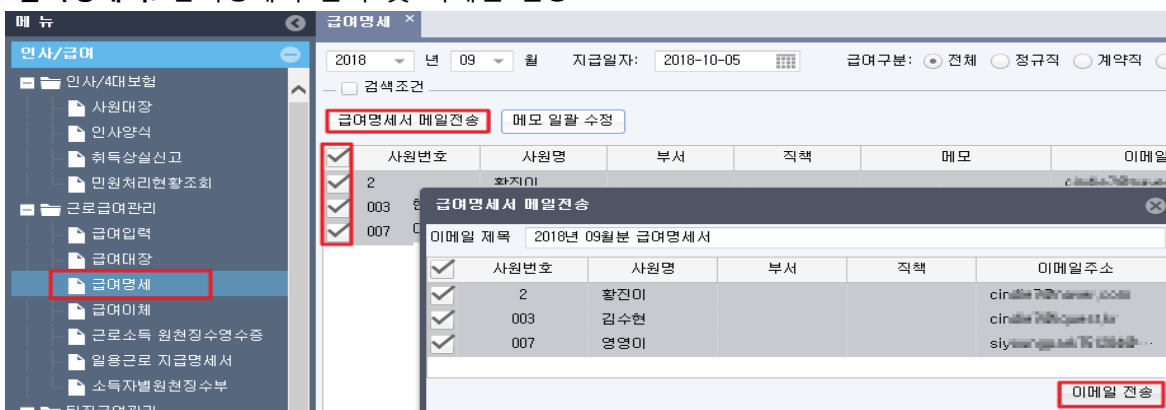 메 뉴
급여명세
인사/급여
2018 년 09 월 지급일자: 2018-10-05 급여구분: 전체 정규직 계약직
인사/4대보험
검색조건
사원대장
급여명세서 메일전송 메모 일괄 수정
인사양식
취득상실신고
사원번호 사원명 부서 직책 메모 이메일
민원처리현황조회
2 황진이
근로급여관리
003
007
급여입력
급여대장
급여명세
급여이체
근로소득 원천징수영수증
일용근로 지급명세서
소득자별원천징수부
급여명세서 메일전송
이메일 제목 2018년 09월분 급여명세서
사원번호 사원명 부서 직책 이메일주소
2 황진이
003 김수현
007 영영이
이메일 전송